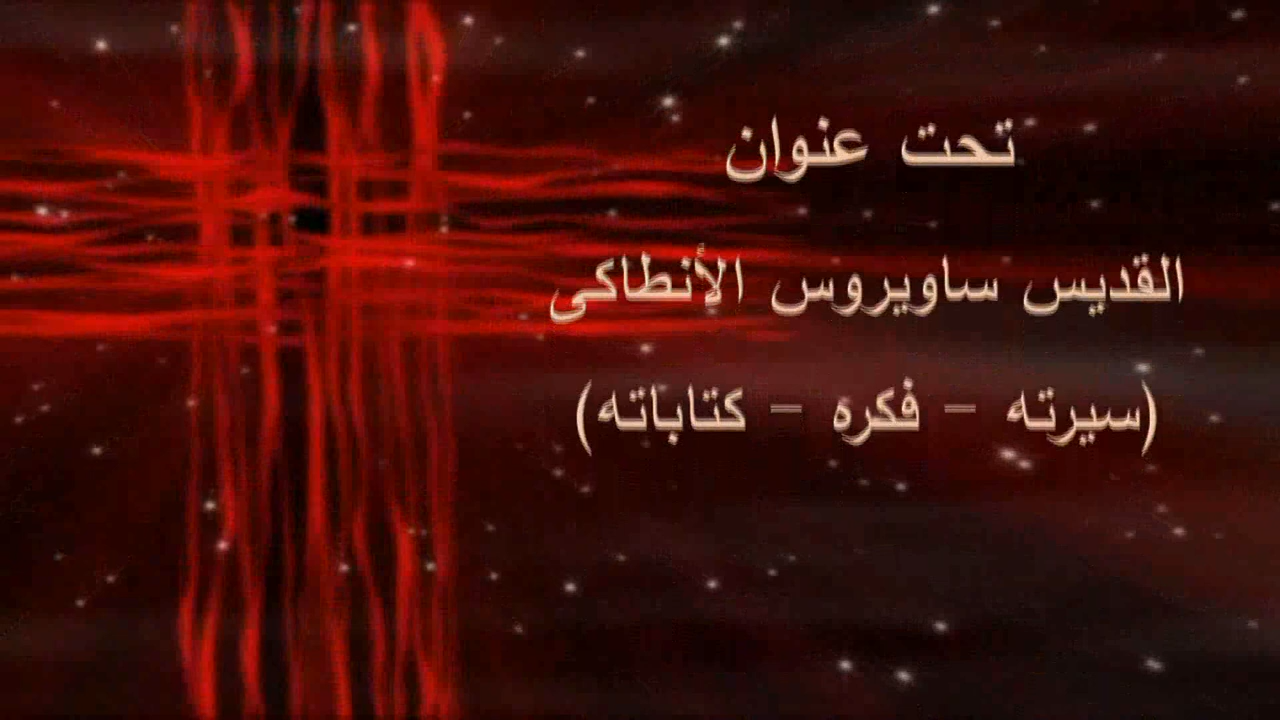 تحت عنوان
القديس ساويروس الأنطاكى
(سيرته - فكره - كتاباته)